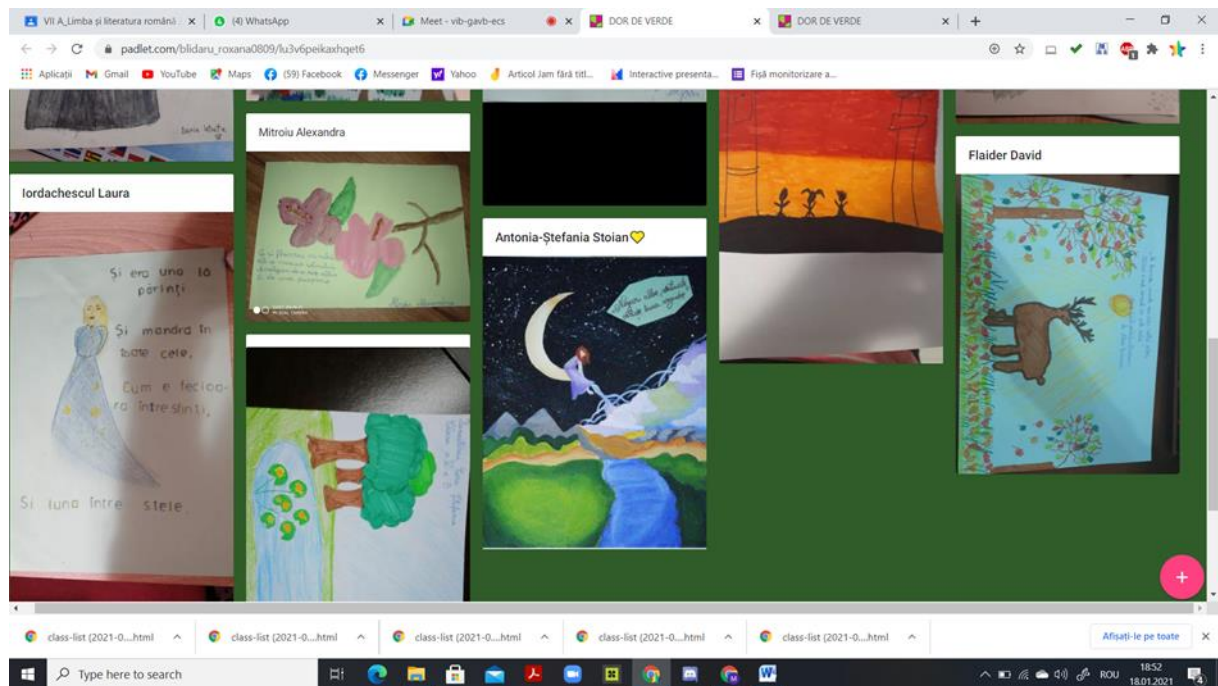 VII A_Limba și literatura română
(4) WhatsApp
Meet - vib-gavb-ecs
DOR DE VERDE
DOR DE VERDE
padlet.com/blidaru_roxana0809/lu3v6peikaxhqet6
Aplicații
Gmail
YouTube
Maps
(59) Facebook
Messenger
Yahoo
Articol Jam fără titl...
Interactive presenta...
Fișă monitorizare a...
Iordachescul Laura
Și era una la
părinți
Și mandra în
toate cele,
Cum e fecioa-
ra între sfinți,
Și luna între stele.
Mitroiu Alexandra
Antonia-Ștefania Stoian💛
Flaider David
+
class-list (2021-0....html
class-list (2021-0....html
class-list (2021-0....html
class-list (2021-0....html
class-list (2021-0....html
Afișați-le pe toate
Type here to search
ROU
18:52
18.01.2021